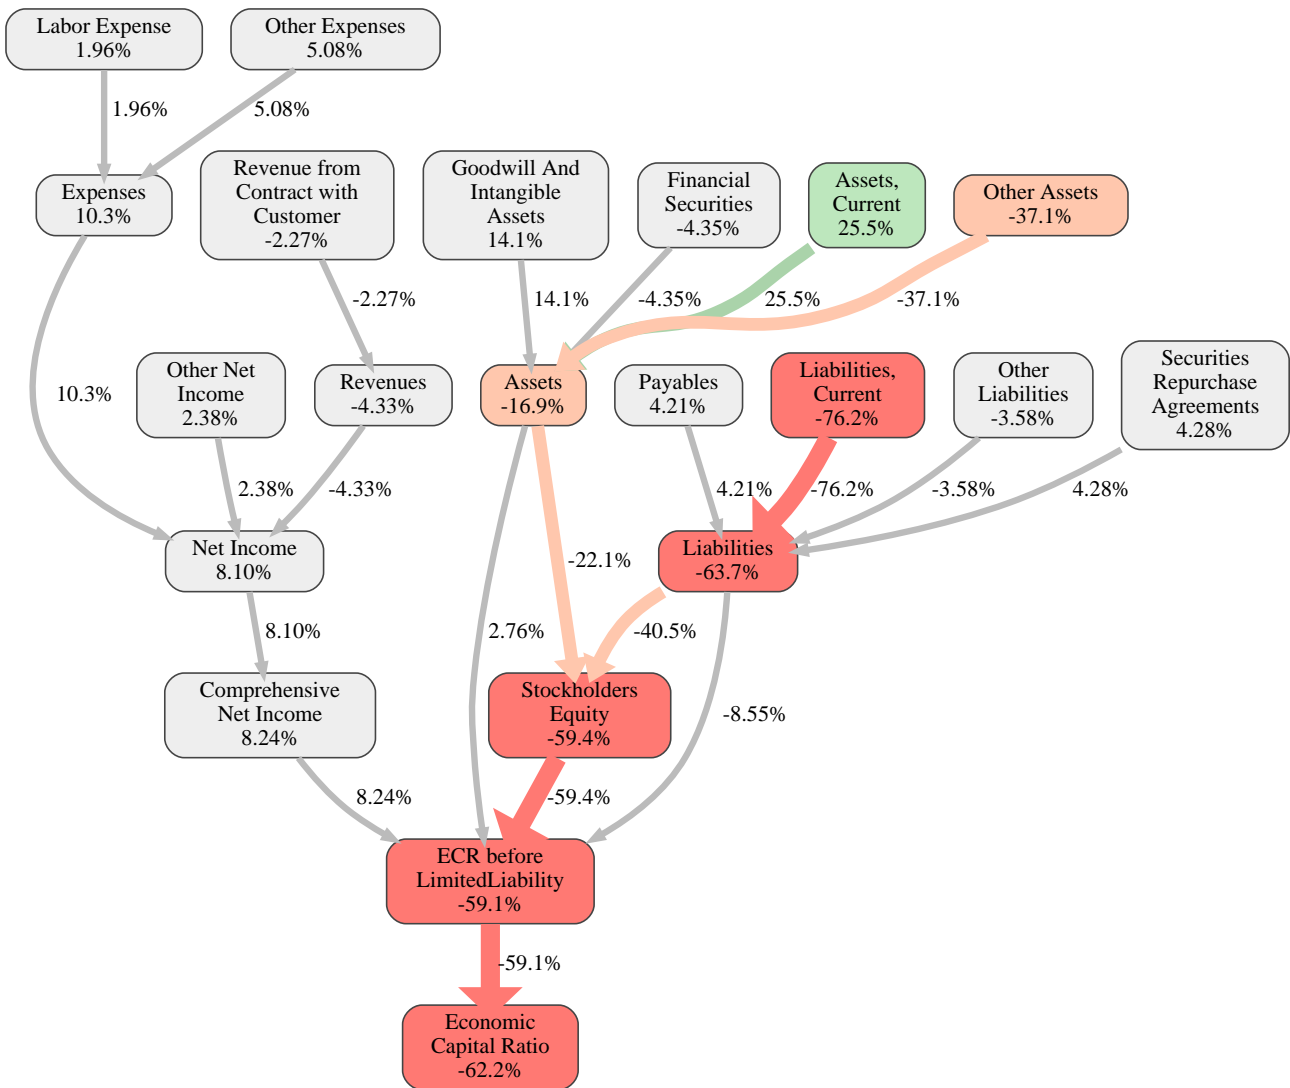 Labor Expense
1.96%
Other Expenses
5.08%
1.96%
5.08%
Expenses
10.3%
Revenue from
Contract with
Customer
-2.27%
Goodwill And
Intangible
Assets
14.1%
Financial
Securities
-4.35%
Assets,
Current
25.5%
Other Assets
-37.1%
-2.27%
14.1%
-4.35%
25.5%
-37.1%
10.3%
Other Net
Income
2.38%
Revenues
-4.33%
Assets
-16.9%
Payables
4.21%
Liabilities,
Current
-76.2%
Other
Liabilities
-3.58%
Securities
Repurchase
Agreements
4.28%
2.38%
-4.33%
4.21%
-76.2%
-3.58%
4.28%
Net Income
8.10%
-22.1%
Liabilities
-63.7%
8.10%
2.76%
-40.5%
Comprehensive
Net Income
8.24%
Stockholders
Equity
-59.4%
-8.55%
8.24%
-59.4%
ECR before
LimitedLiability
-59.1%
-59.1%
Economic
Capital Ratio
-62.2%